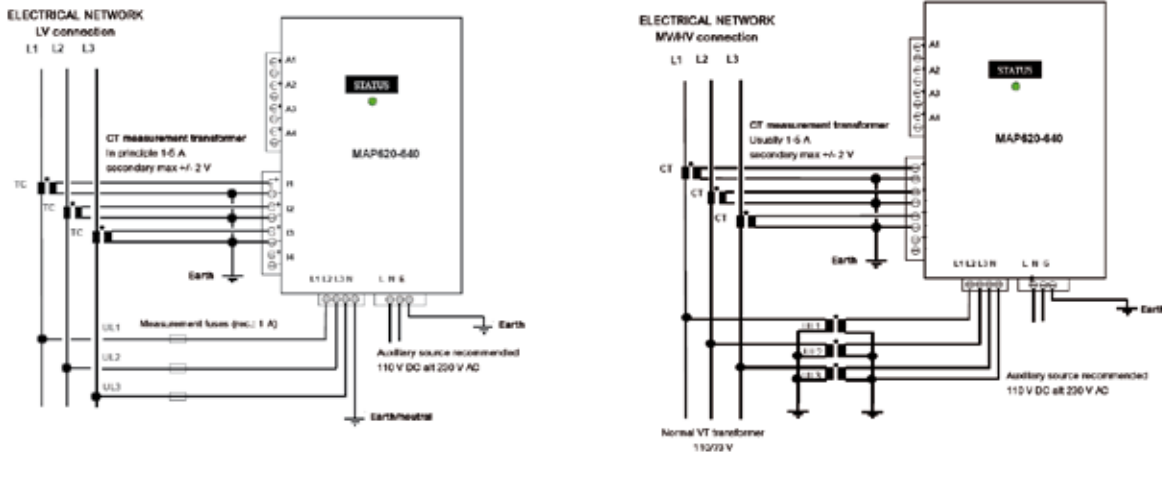 ELECTRICAL NETWORK
LV connection
L1 L2 L3
A1
A2
A3
A4
STATUS
MAP620-640
CT measurement transformer
In principle 1-5 A
secondary max +/- 2 V
TC
TC
TC
I1
I2
I3
I4
Earth
L1 L2 L3 N
L N G
UL1
Measurement fuses (rec.: 1 A)
Earth
UL2
Auxiliary source recommended
110 V DC alt 230 V AC
UL3
Earth/neutral
ELECTRICAL NETWORK
MV/HV connection
L1 L2 L3
A1
A2
A3
A4
STATUS
MAP620-640
CT measurement transformer
Usually 1-5 A
secondary max +/- 2 V
CT
CT
CT
Earth
L1 L2 L3 N
L N G
Earth
UL1
UL2
UL3
Auxiliary source recommended
110 V DC alt 230 V AC
Normal VT transformer